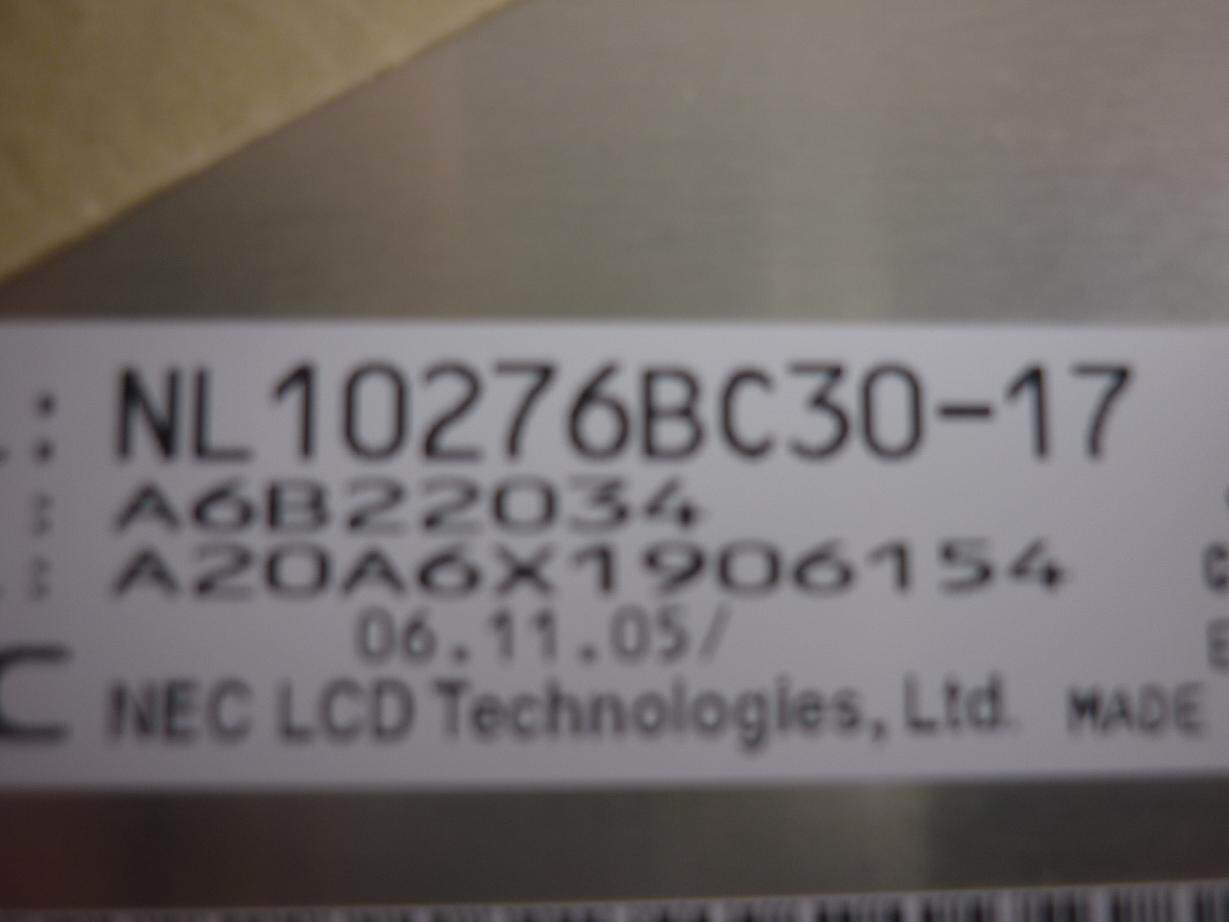 : NL10276BC30-17
: A6B22034
: A20A6X1906154
06.11.05/
C NEC LCD Technologies, Ltd. MADE